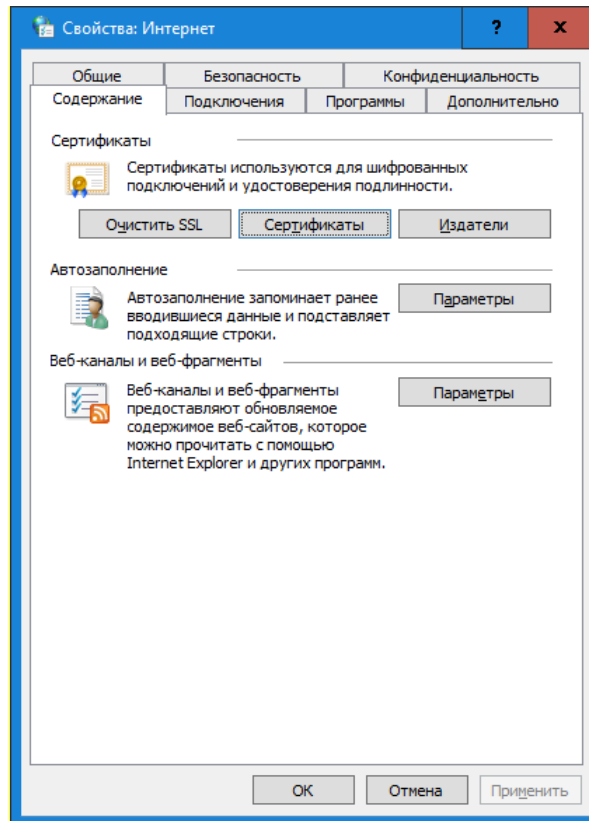 Свойства: Интернет
?
x
Общие
Безопасность
Конфиденциальность
Содержание
Подключения
Программы
Дополнительно
Сертификаты
Сертификаты используются для шифрованных
подключений и удостоверения подлинности.
Очистить SSL
Сертификаты
Издатели
Автозаполнение
Автозаполнение запоминает ранее
вводившиеся данные и подставляет
подходящие строки.
Параметры
Веб-каналы и веб-фрагменты
Веб-каналы и веб-фрагменты
предоставляют обновляемое
содержимое веб-сайтов, которое
можно прочитать с помощью
Internet Explorer и других программ.
Параметры
ОК
Отмена
Применить